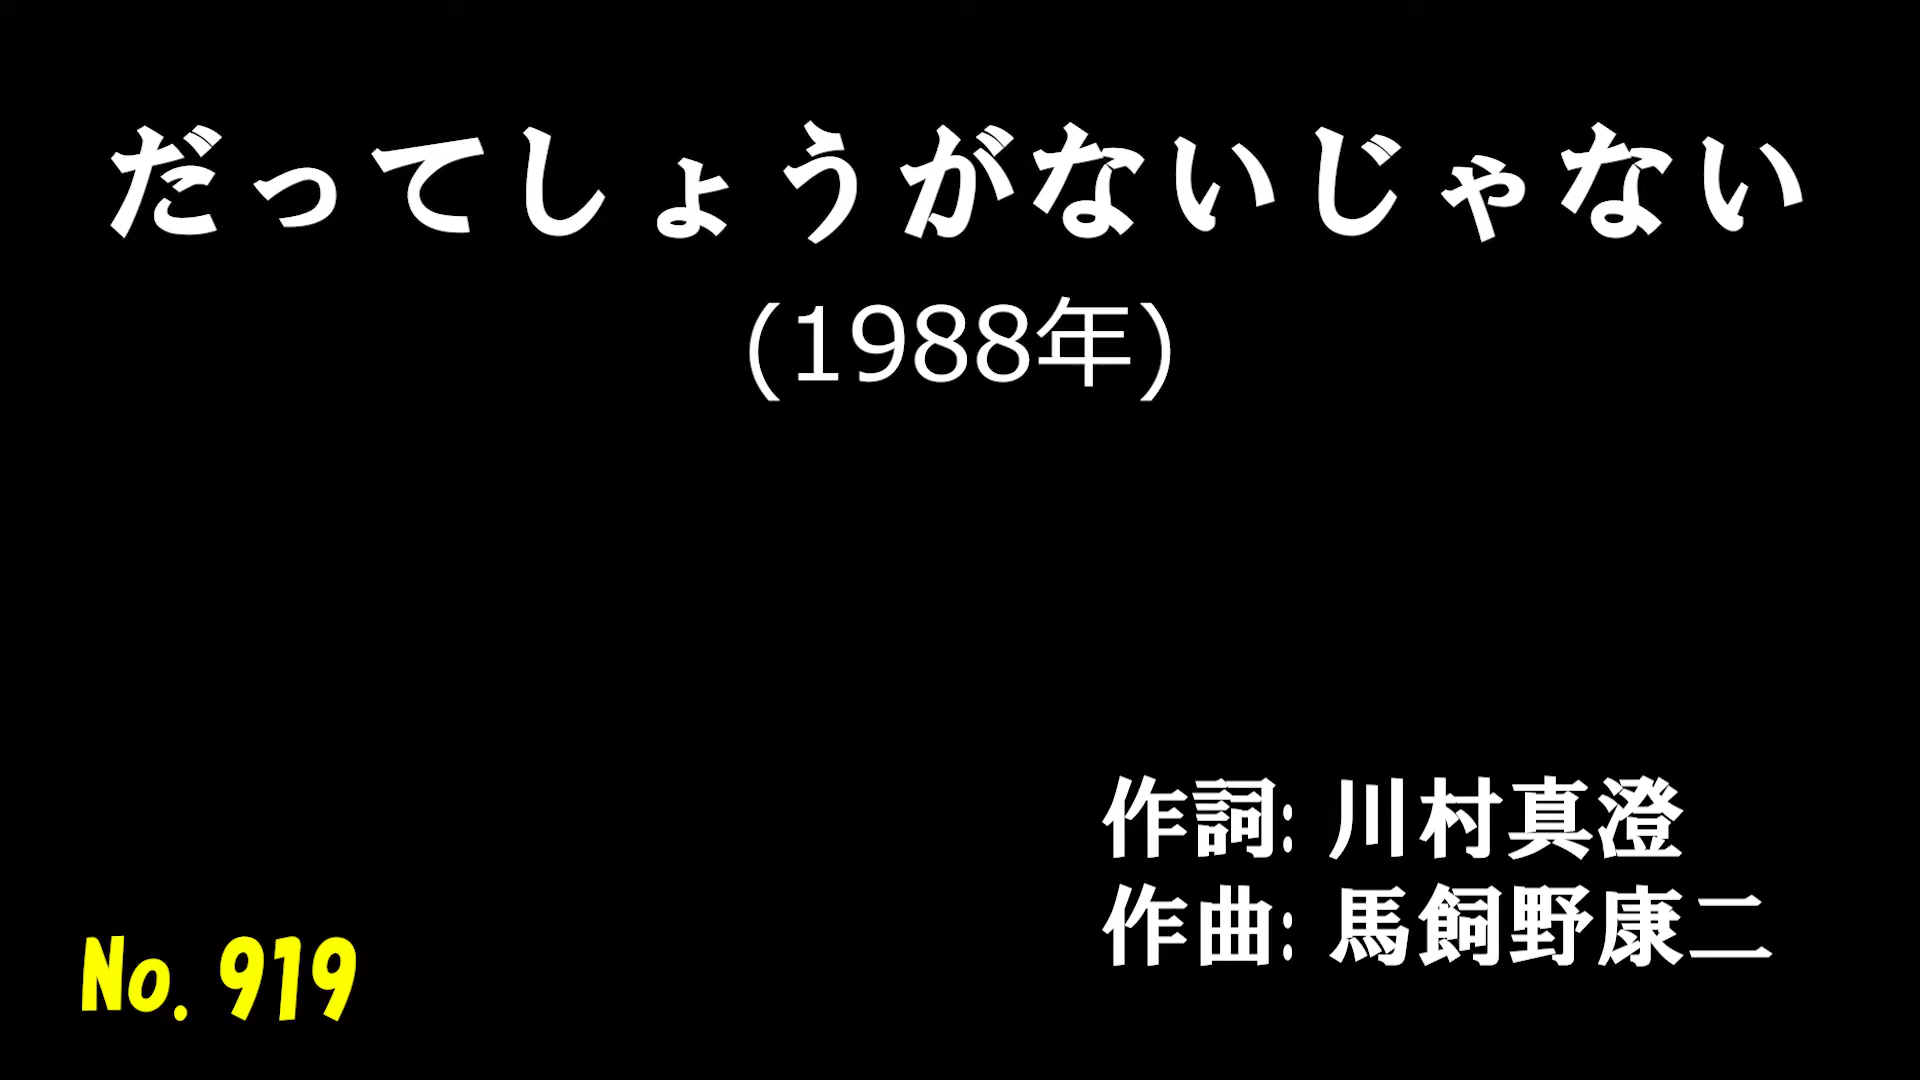 だってしょうがないじゃない
(1988年)
作詞: 川村真澄
作曲: 馬飼野康二
No. 919